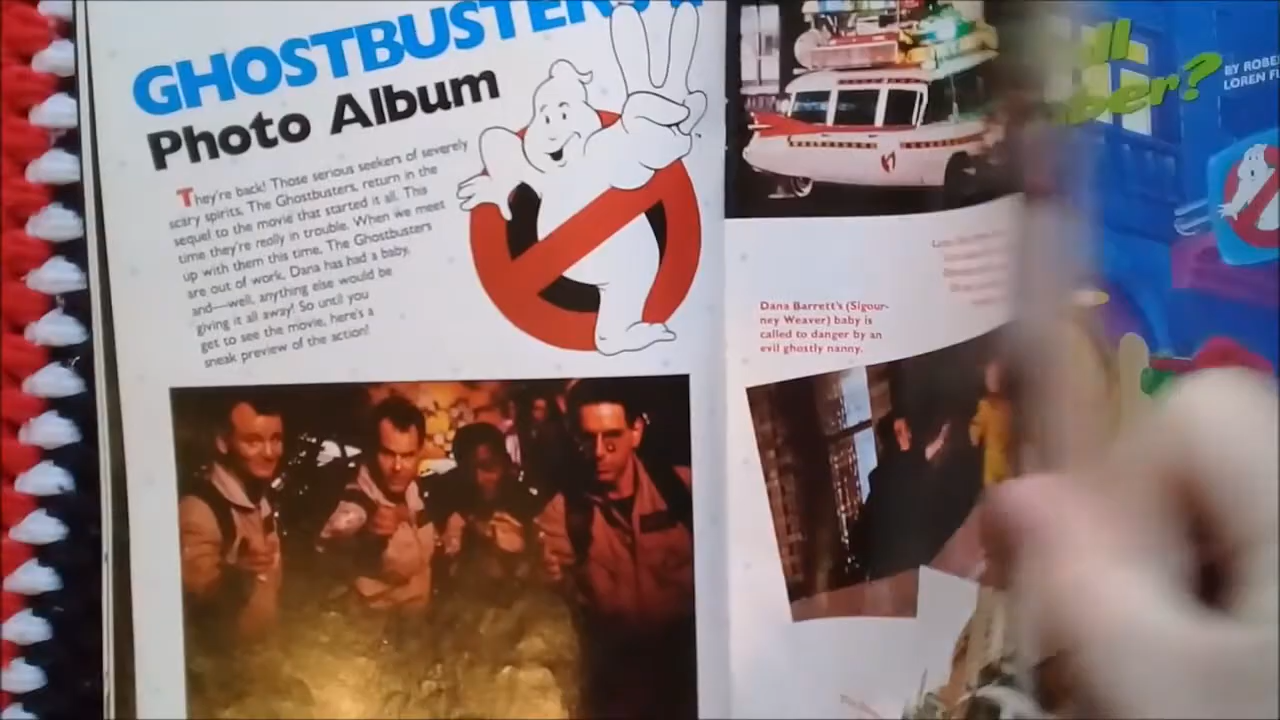 GHOSTBUSTERS
Photo Album
They're back! Those serious seekers of severely
scary spirits, The Ghostbusters, return in the
sequel to the movie that started it all. This
time they're really in trouble. When we meet
up with them this time, The Ghostbusters
are out of work, Dana has had a baby,
and—well, anything else would be
giving it all away! So until you
get to see the movie, here's a
sneak preview of the action!
Dana Barrett's (Sigour-
ney Weaver) baby is
called to danger by an
evil ghostly nanny.
BY
LOREN